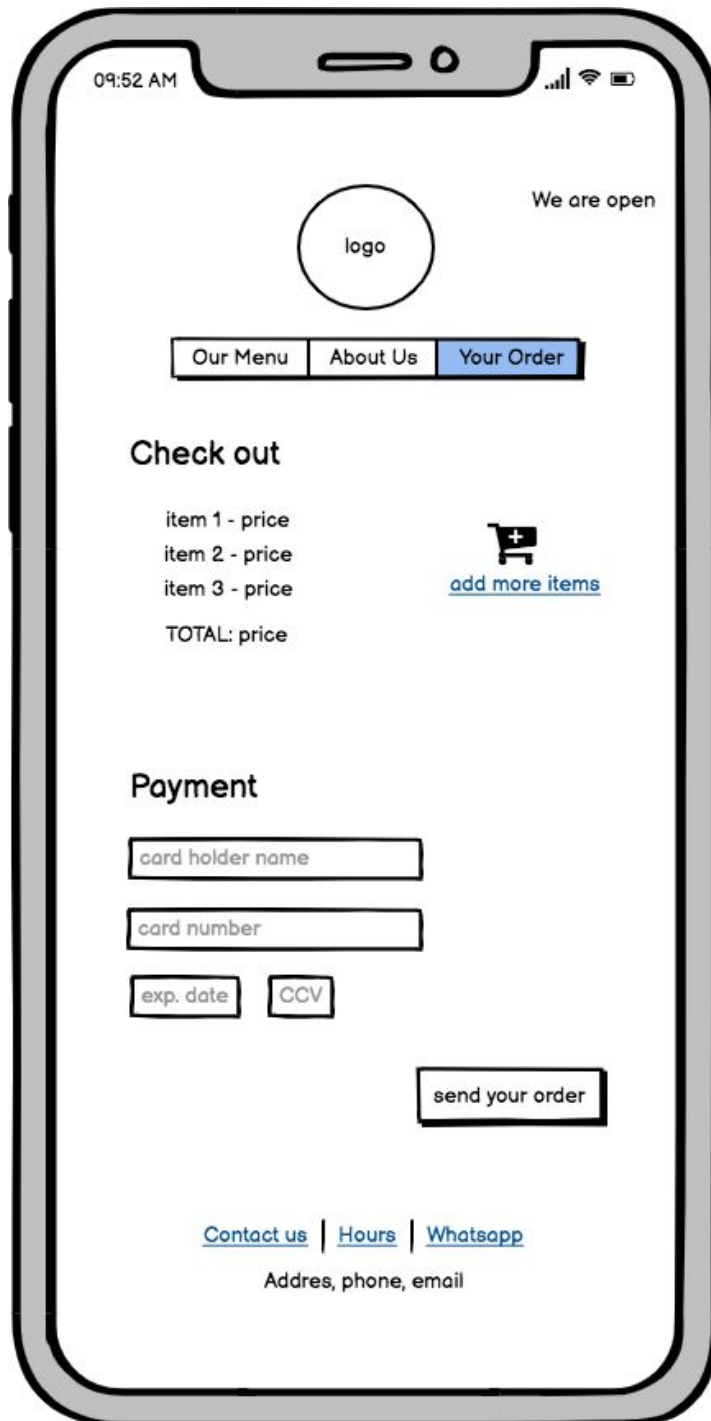 09:52 AM
We are open
logo
Our Menu About Us Your Order
Check out
item 1 - price
item 2 - price
item 3 - price
add more items
TOTAL: price
Payment
card holder name
card number
exp. date CCV
send your order
Contact us | Hours | Whatsapp
Addres, phone, email